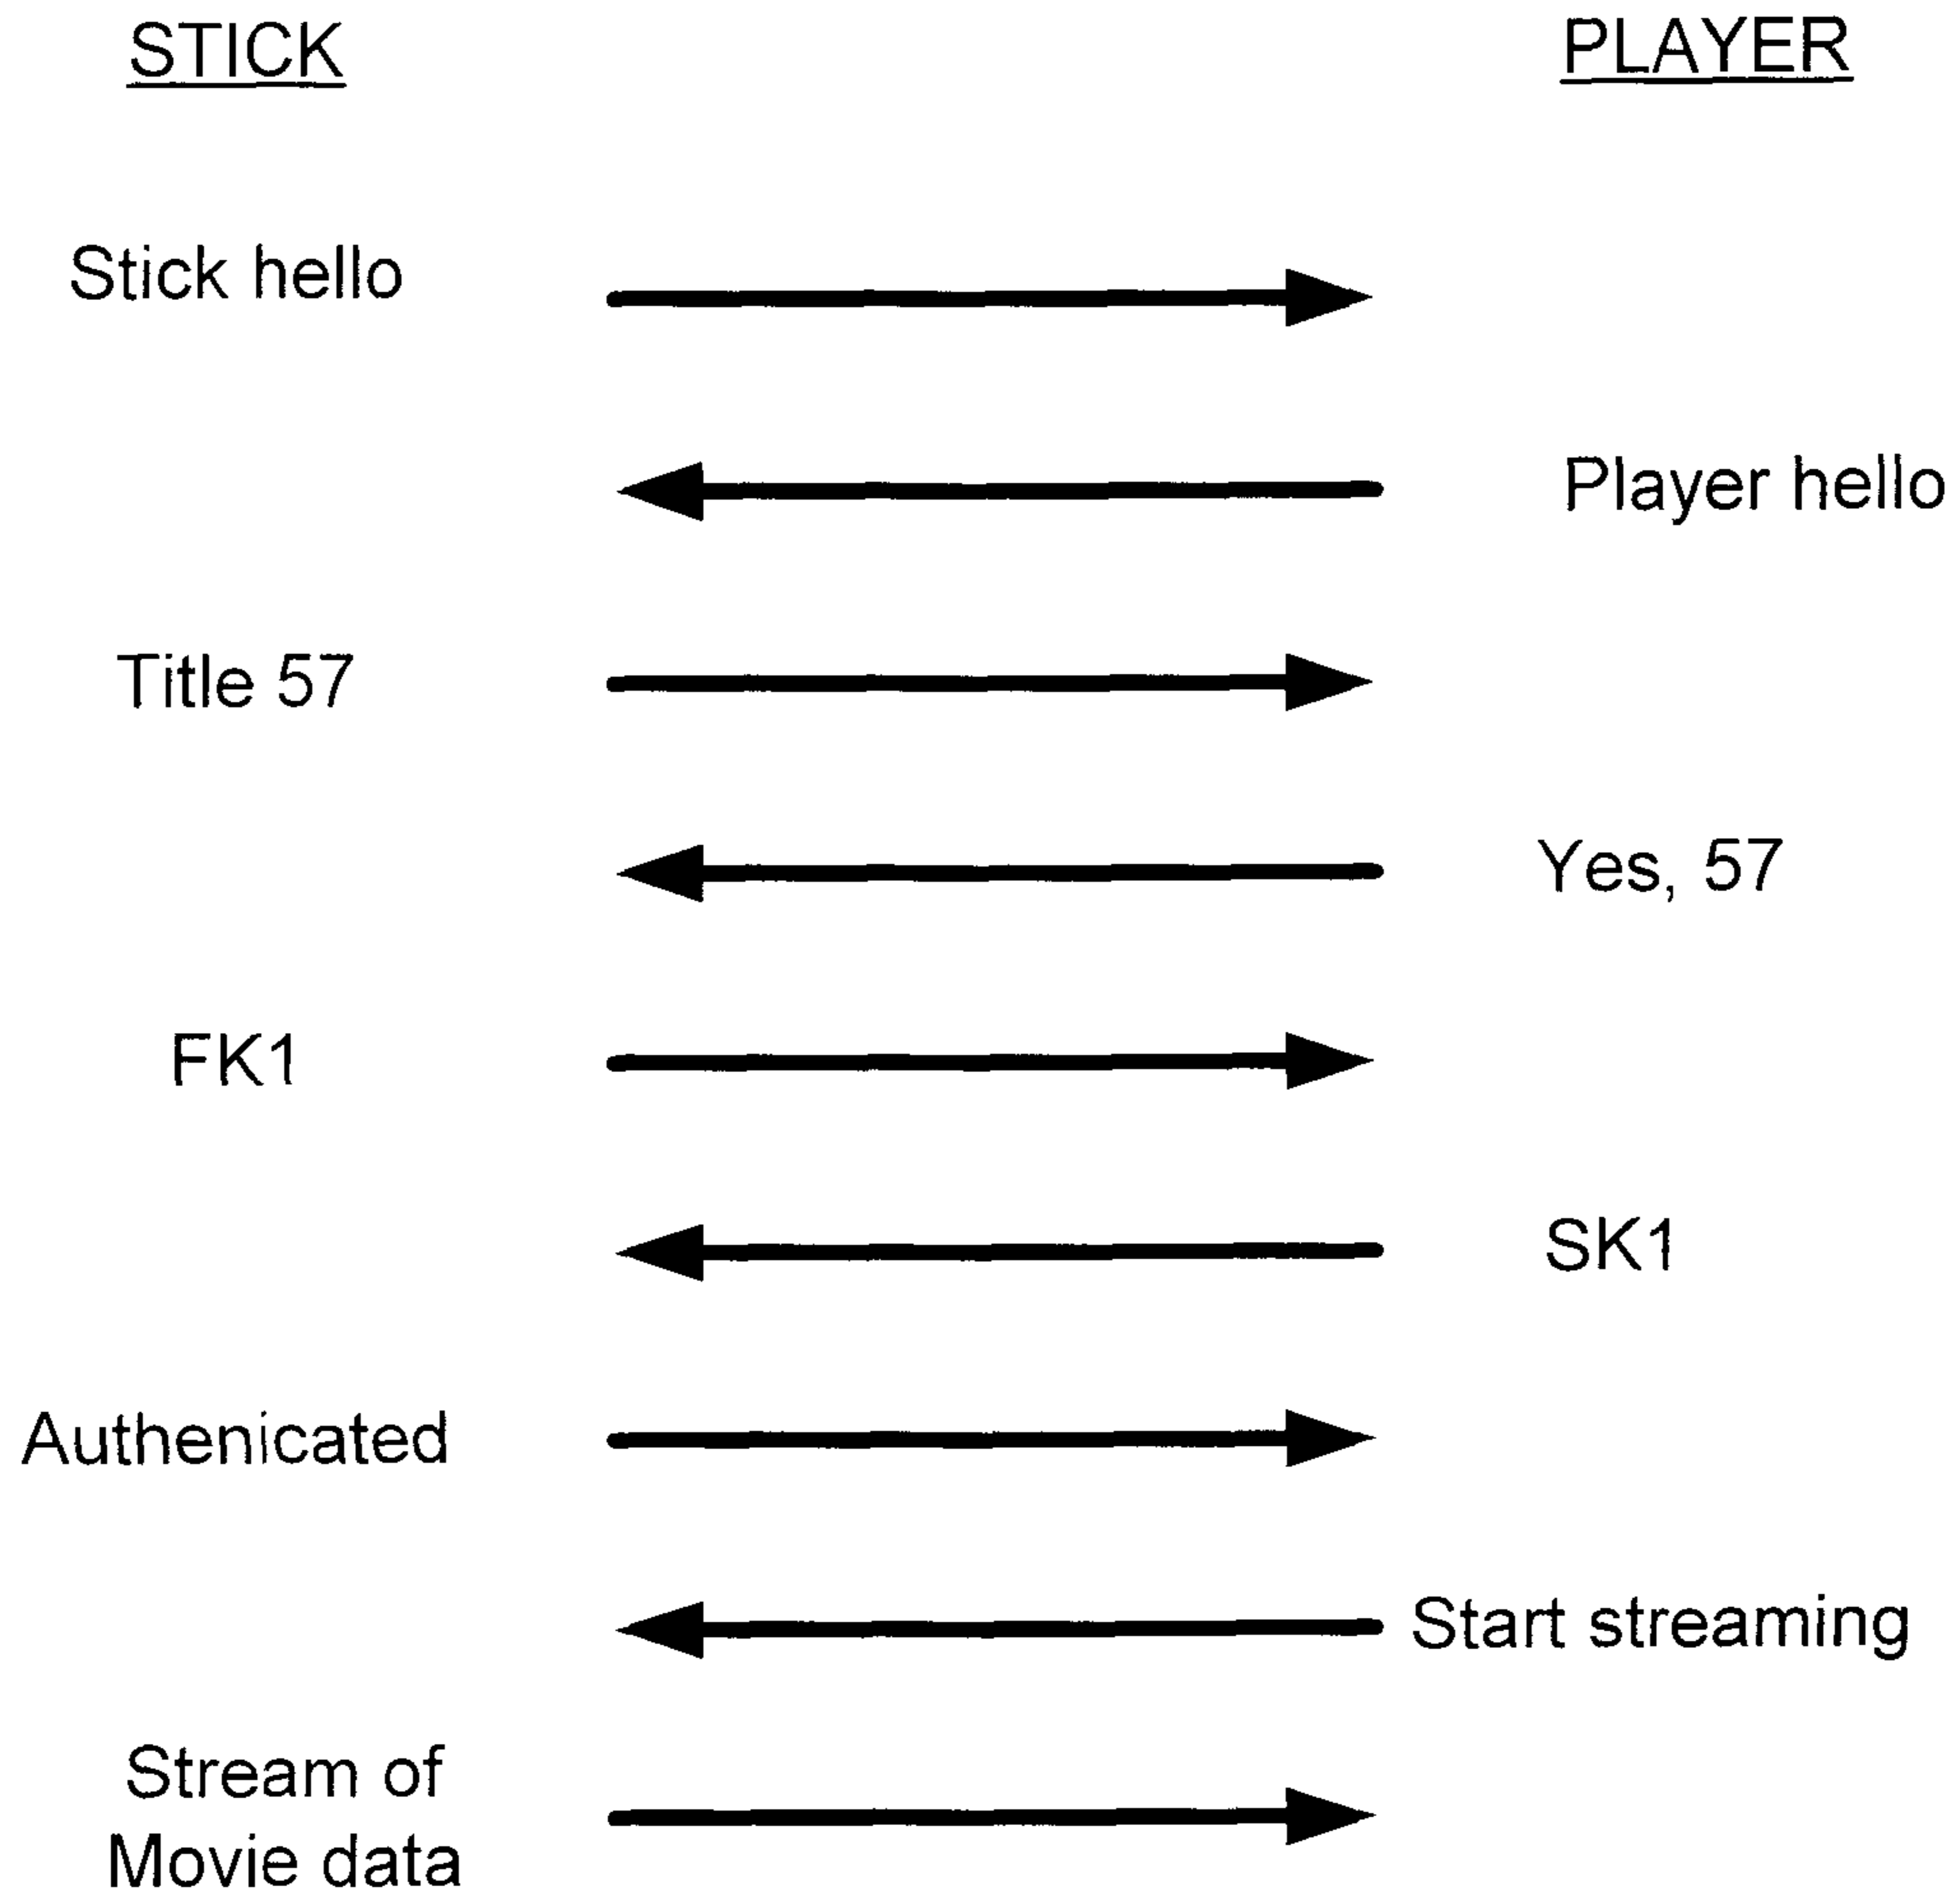 STICK
PLAYER
Stick hello
Player hello
Title 57
Yes, 57
FK1
SK1
Authenicated
Start streaming
Stream of
Movie data